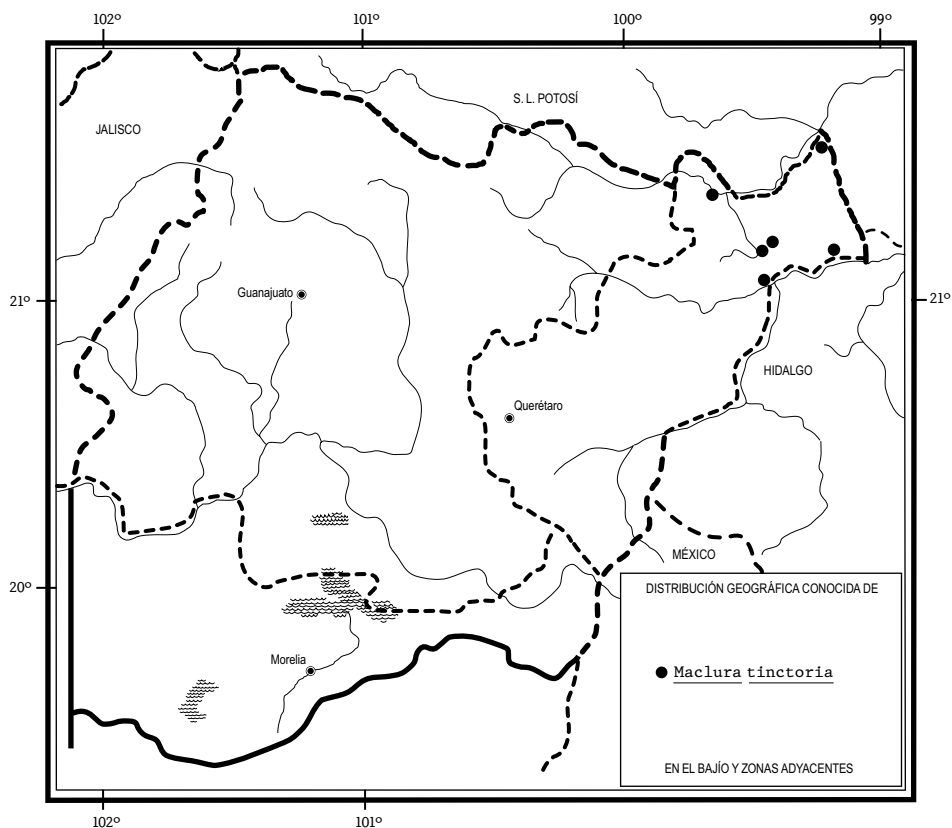 102° 101° 100° 99°
S. L. POTOSÍ
JALISCO
Guanajuato
21° 21°
HIDALGO
Querétaro
MÉXICO
20°
DISTRIBUCIÓN GEOGRÁFICA CONOCIDA DE
Morelia
Maclura tinctoria
EN EL BAJÍO Y ZONAS ADYACENTES
102° 101°